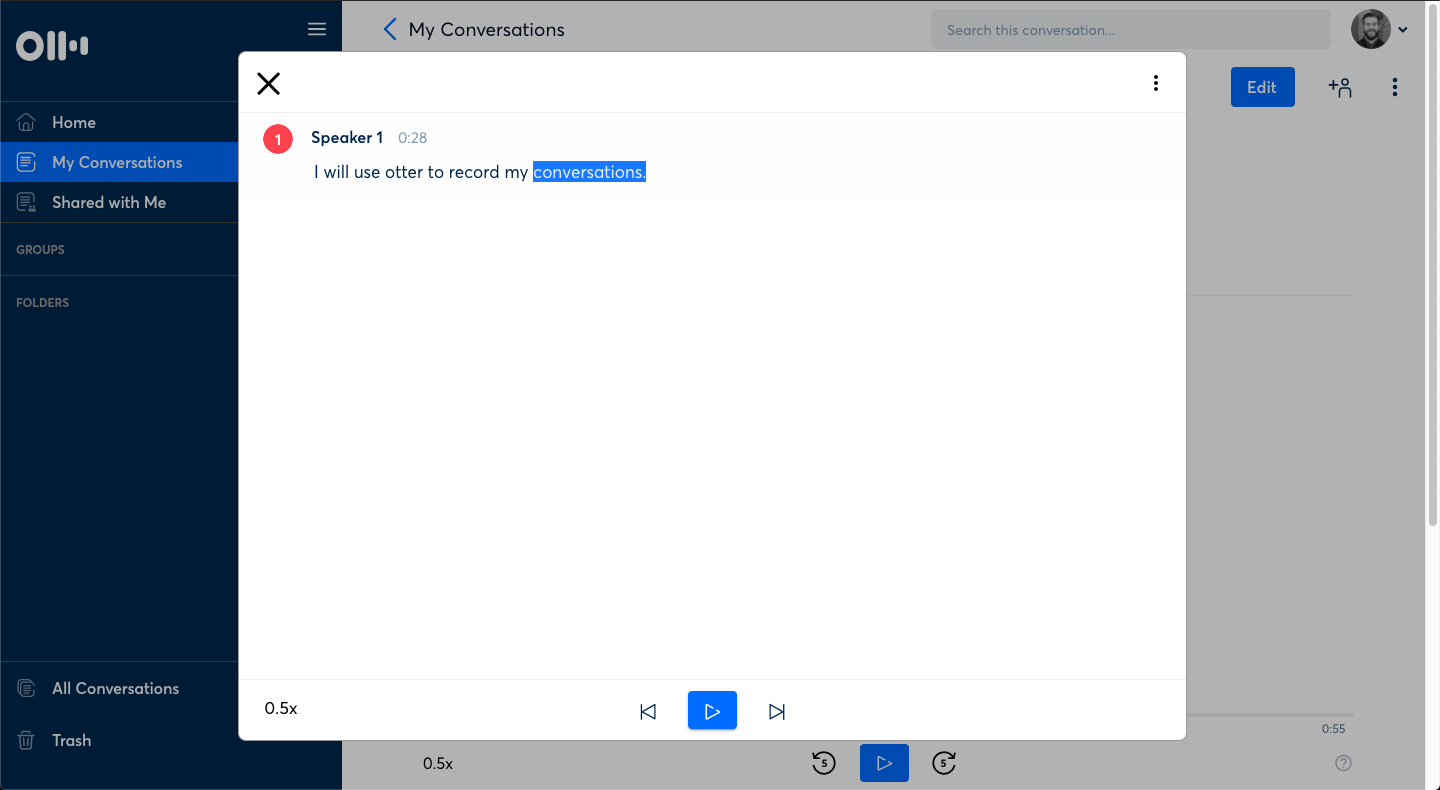 My Conversations
Search this conversation...
Edit
Home
My Conversations
Shared with Me
GROUPS
FOLDERS
All Conversations
Trash
1 Speaker 1 0:28
I will use otter to record my conversations.
0.5x
0:55
0.5x
5 5
?